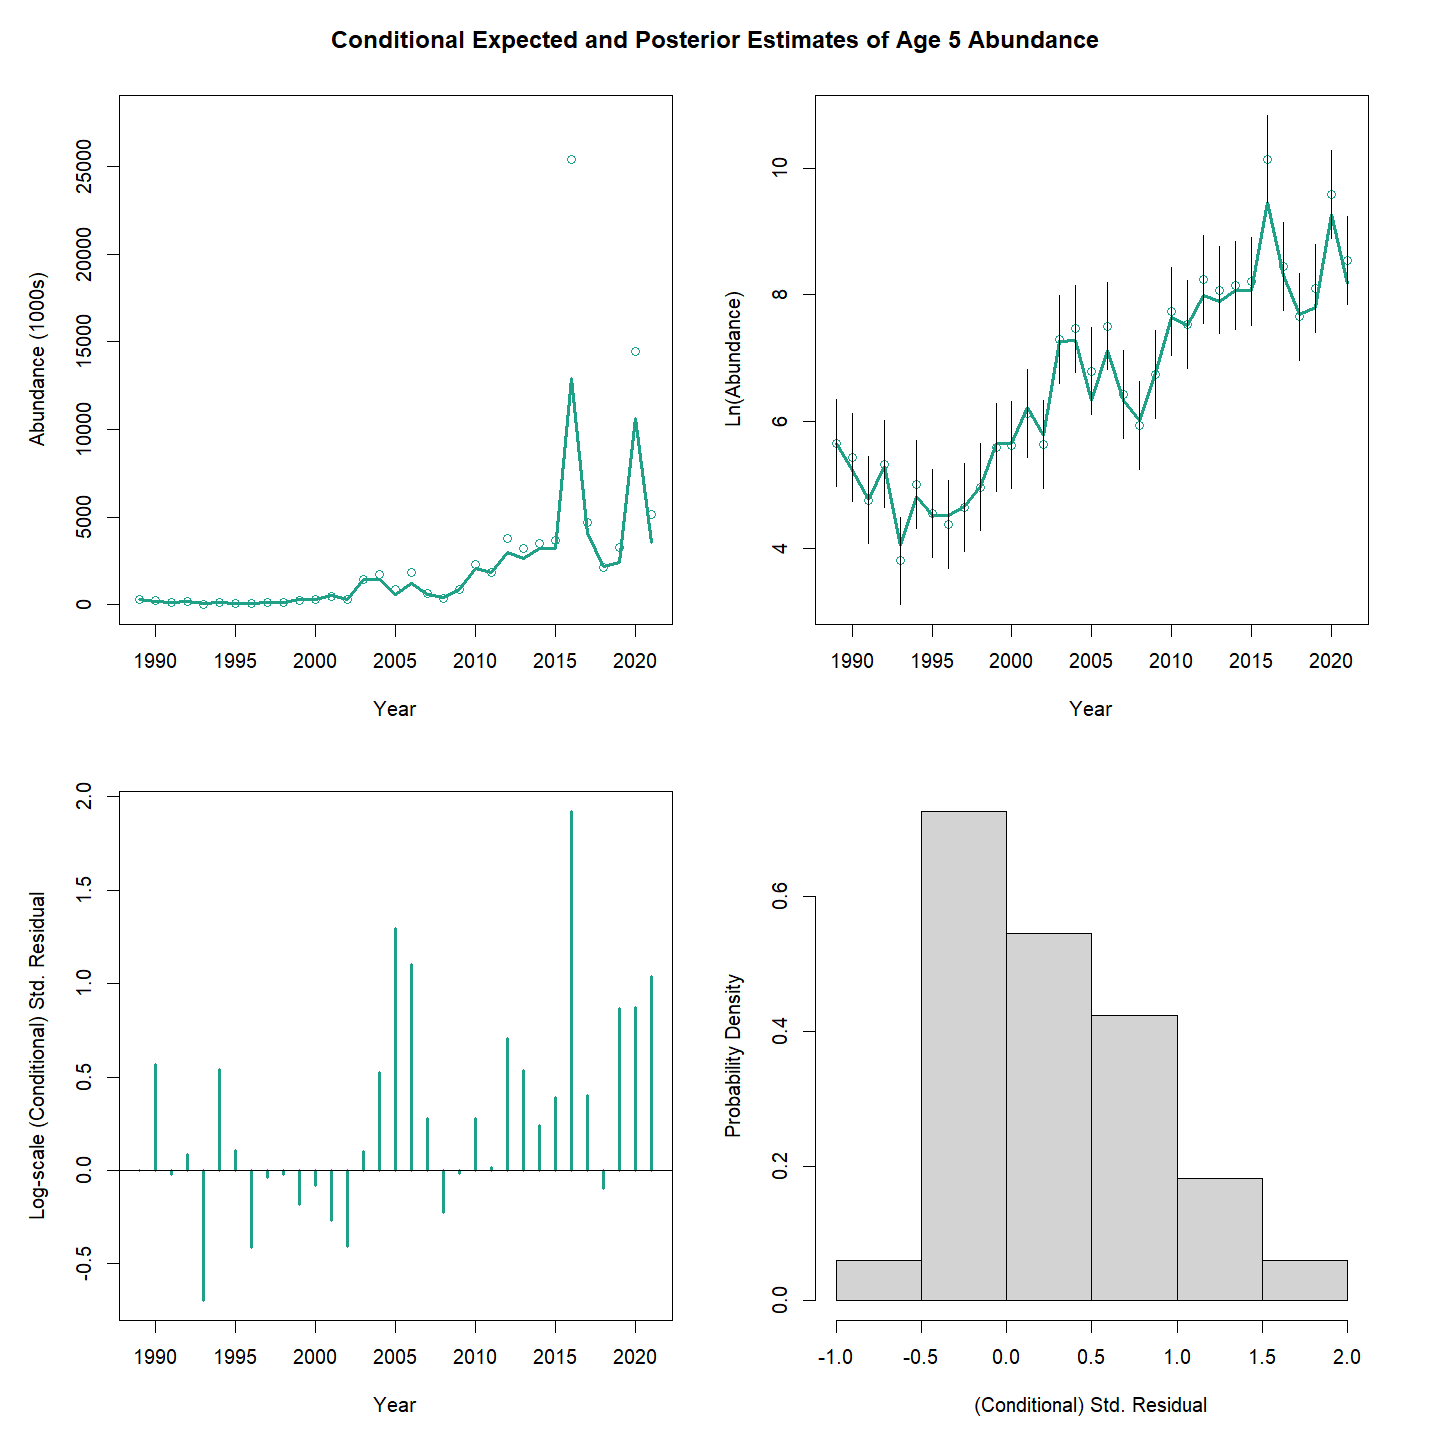 Conditional Expected and Posterior Estimates of Age 5 Abundance
Abundance (1000s)
25000
20000
15000
10000
5000
0
1990 1995 2000 2005 2010 2015 2020
Year
Ln(Abundance)
10
8
6
4
1990 1995 2000 2005 2010 2015 2020
Year
Log-scale (Conditional) Std. Residual
2.0
1.5
1.0
0.5
0.0
-0.5
1990 1995 2000 2005 2010 2015 2020
Year
Probability Density
0.6
0.4
0.2
0.0
-1.0 -0.5 0.0 0.5 1.0 1.5 2.0
(Conditional) Std. Residual